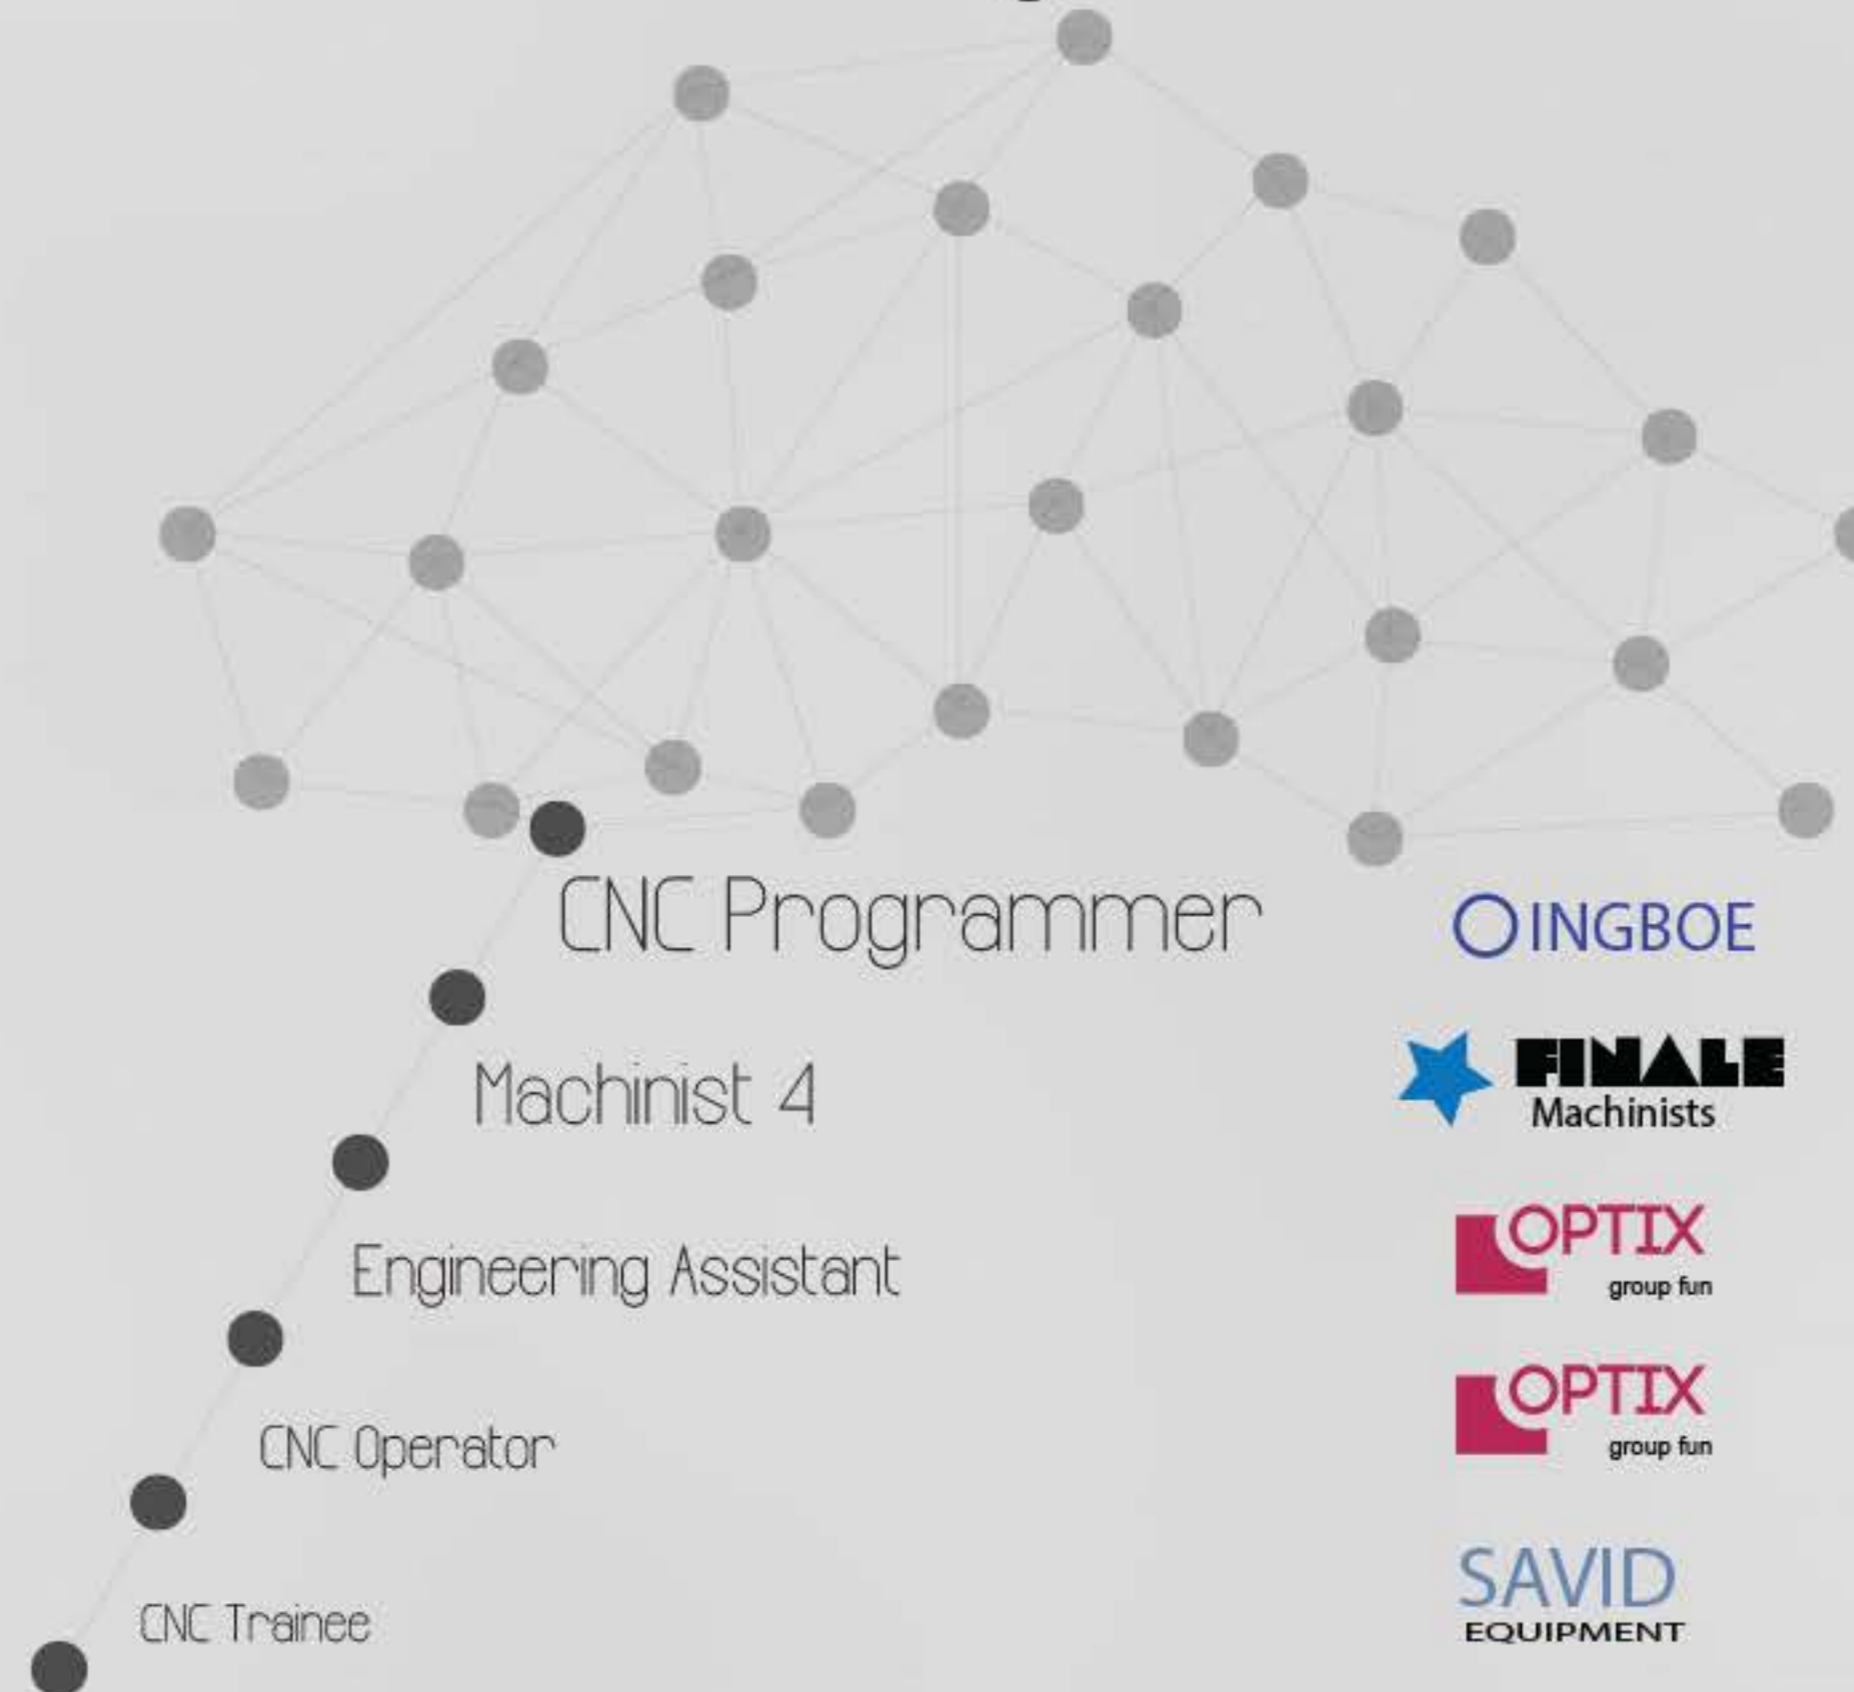 CNC Programmer
INGBOE
Machinist 4
FINALE
Machinists
Engineering Assistant
OPTIX
group fun
CNC Operator
OPTIX
group fun
CNC Trainee
SAVID
EQUIPMENT